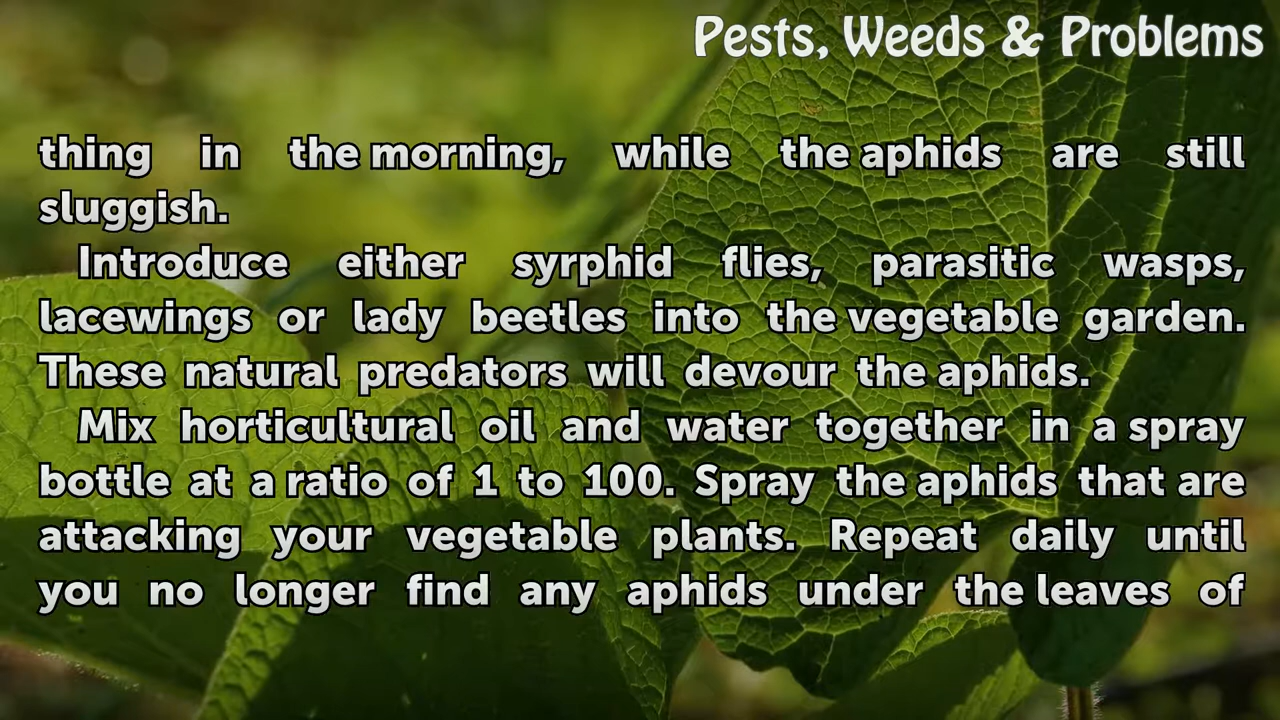 Pests, Weeds & Problems
thing in the morning, while the aphids are still
sluggish.
Introduce either syrphid flies, parasitic wasps,
lacewings or lady beetles into the vegetable garden.
These natural predators will devour the aphids.
Mix horticultural oil and water together in a spray
bottle at a ratio of 1 to 100. Spray the aphids that are
attacking your vegetable plants. Repeat daily until
you no longer find any aphids under the leaves of